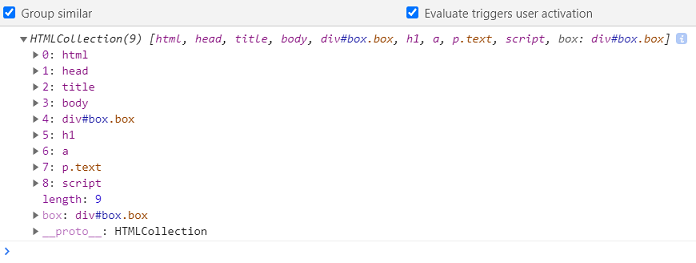 Group similar
Evaluate triggers user activation
HTMLCollection(9) [html, head, title, body, div#box.box, h1, a, p.text, script, box: div#box.box]
0: html
1: head
2: title
3: body
4: div#box.box
5: h1
6: a
7: p.text
8: script
length: 9
box: div#box.box
__proto__: HTMLCollection